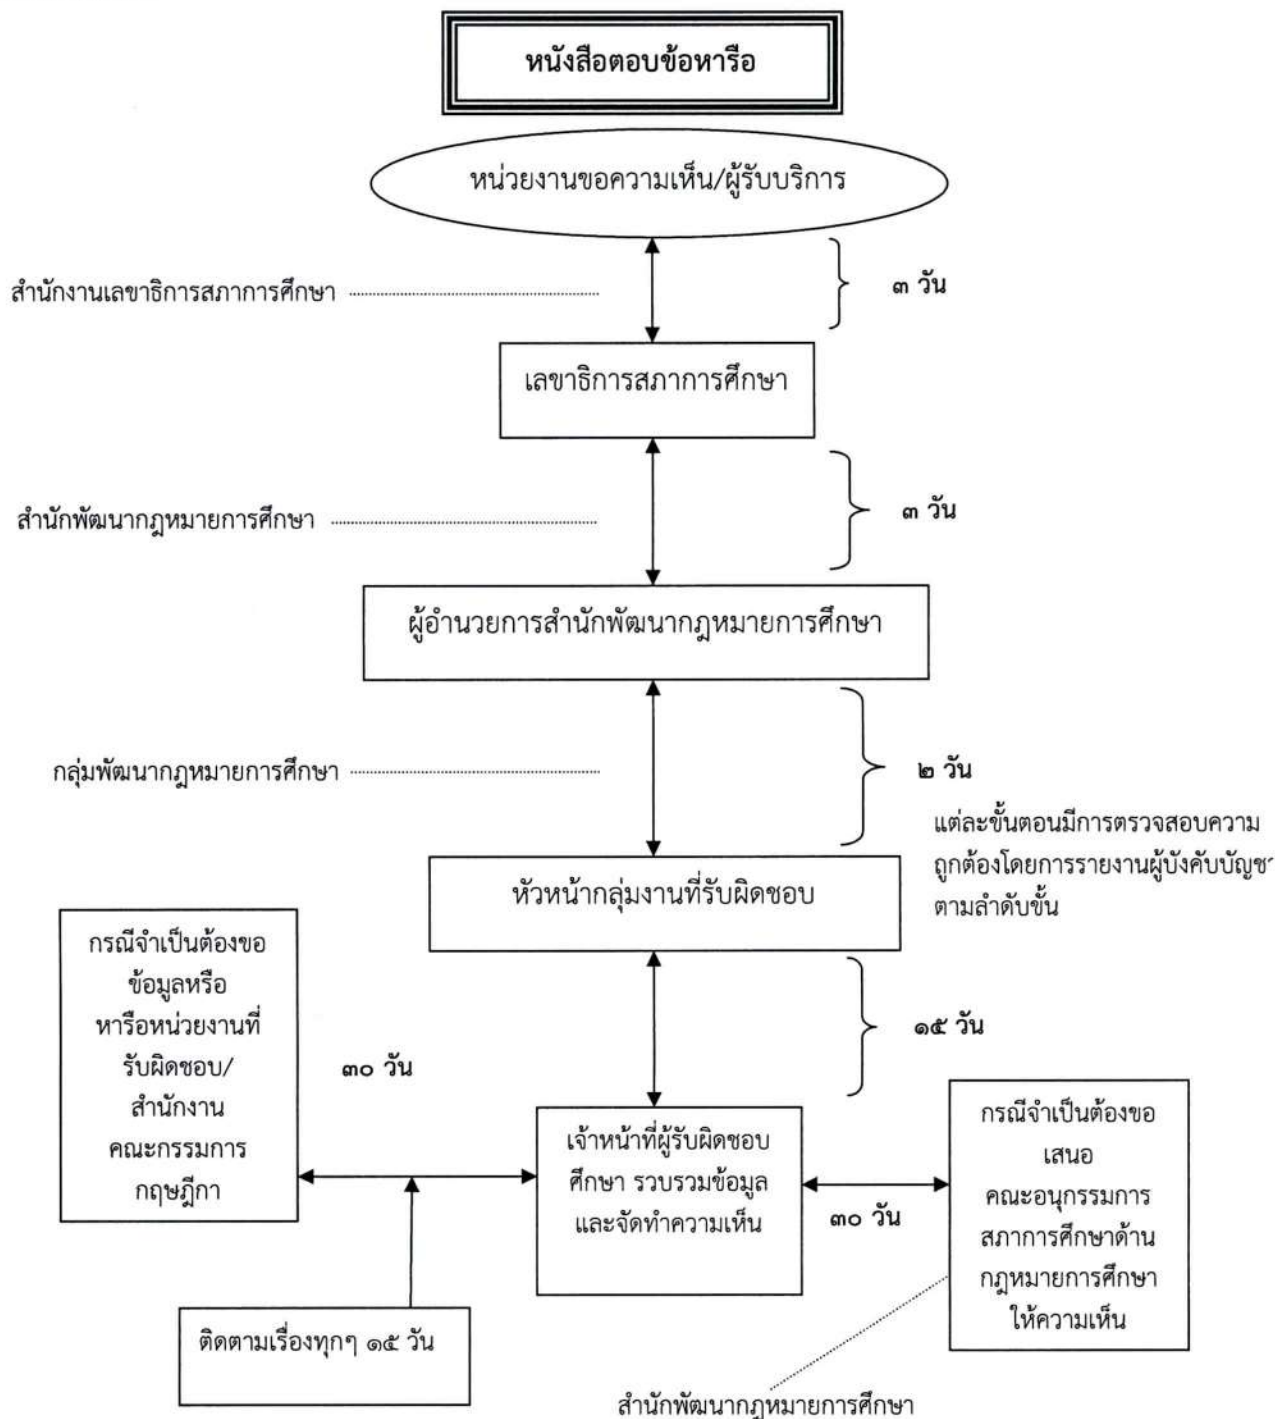 หนังสือตอบข้อหารือ
หน่วยงานขอความเห็น/ผู้รับบริการ
สำนักงานเลขาธิการสภาการศึกษา
๓ วัน
เลขาธิการสภาการศึกษา
สำนักพัฒนากฎหมายการศึกษา
๓ วัน
ผู้อำนวยการสำนักพัฒนากฎหมายการศึกษา
กลุ่มพัฒนากฎหมายการศึกษา
๒ วัน
แต่ละขั้นตอนมีการตรวจสอบความ
ถูกต้องโดยการรายงานผู้บังคับบัญชา
ตามลำดับขั้น
หัวหน้ากลุ่มงานที่รับผิดชอบ
กรณีจำเป็นต้องขอ
ข้อมูลหรือ
หารือหน่วยงานที่
รับผิดชอบ/
สำนักงาน
คณะกรรมการ
กฤษฎีกา
๓๐ วัน
๑๕ วัน
เจ้าหน้าที่ผู้รับผิดชอบ
ศึกษา รวบรวมข้อมูล
และจัดทำความเห็น
๓๐ วัน
กรณีจำเป็นต้องขอ
เสนอ
คณะอนุกรรมการ
สภาการศึกษาด้าน
กฎหมายการศึกษา
ให้ความเห็น
ติดตามเรื่องทุกๆ ๑๕ วัน
สำนักพัฒนากฎหมายการศึกษา